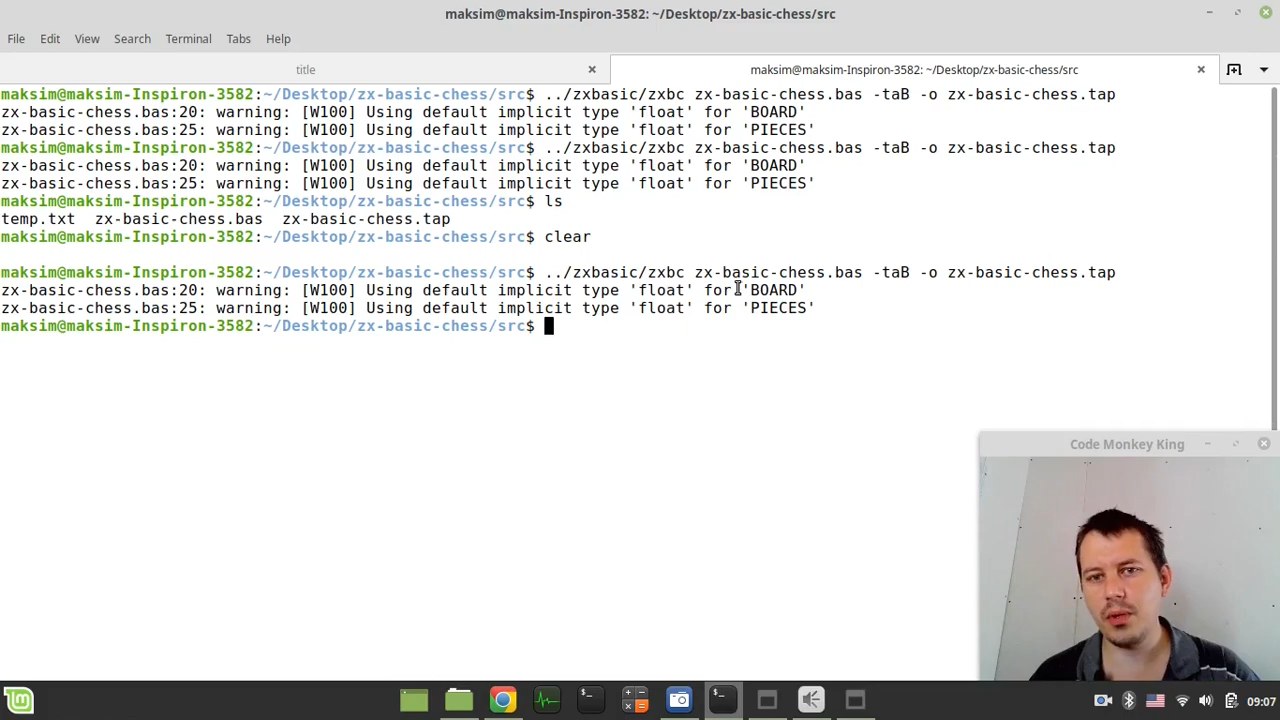 maksim@maksim-Inspiron-3582: ~/Desktop/zx-basic-chess/src
File Edit View Search Terminal Tabs Help
title
maksim@maksim-Inspiron-3582: ~/Desktop/zx-basic-chess/src
maksim@maksim-Inspiron-3582:~/Desktop/zx-basic-chess/src$ ../zxbasic/zxbc zx-basic-chess.bas -taB -o zx-basic-chess.tap
zx-basic-chess.bas:20: warning: [W100] Using default implicit type 'float' for 'BOARD'
zx-basic-chess.bas:25: warning: [W100] Using default implicit type 'float' for 'PIECES'
maksim@maksim-Inspiron-3582:~/Desktop/zx-basic-chess/src$ ../zxbasic/zxbc zx-basic-chess.bas -taB -o zx-basic-chess.tap
zx-basic-chess.bas:20: warning: [W100] Using default implicit type 'float' for 'BOARD'
zx-basic-chess.bas:25: warning: [W100] Using default implicit type 'float' for 'PIECES'
maksim@maksim-Inspiron-3582:~/Desktop/zx-basic-chess/src$ ls
temp.txt  zx-basic-chess.bas  zx-basic-chess.tap
maksim@maksim-Inspiron-3582:~/Desktop/zx-basic-chess/src$ clear
maksim@maksim-Inspiron-3582:~/Desktop/zx-basic-chess/src$ ../zxbasic/zxbc zx-basic-chess.bas -taB -o zx-basic-chess.tap
zx-basic-chess.bas:20: warning: [W100] Using default implicit type 'float' for 'BOARD'
zx-basic-chess.bas:25: warning: [W100] Using default implicit type 'float' for 'PIECES'
maksim@maksim-Inspiron-3582:~/Desktop/zx-basic-chess/src$
Code Monkey King
09:07